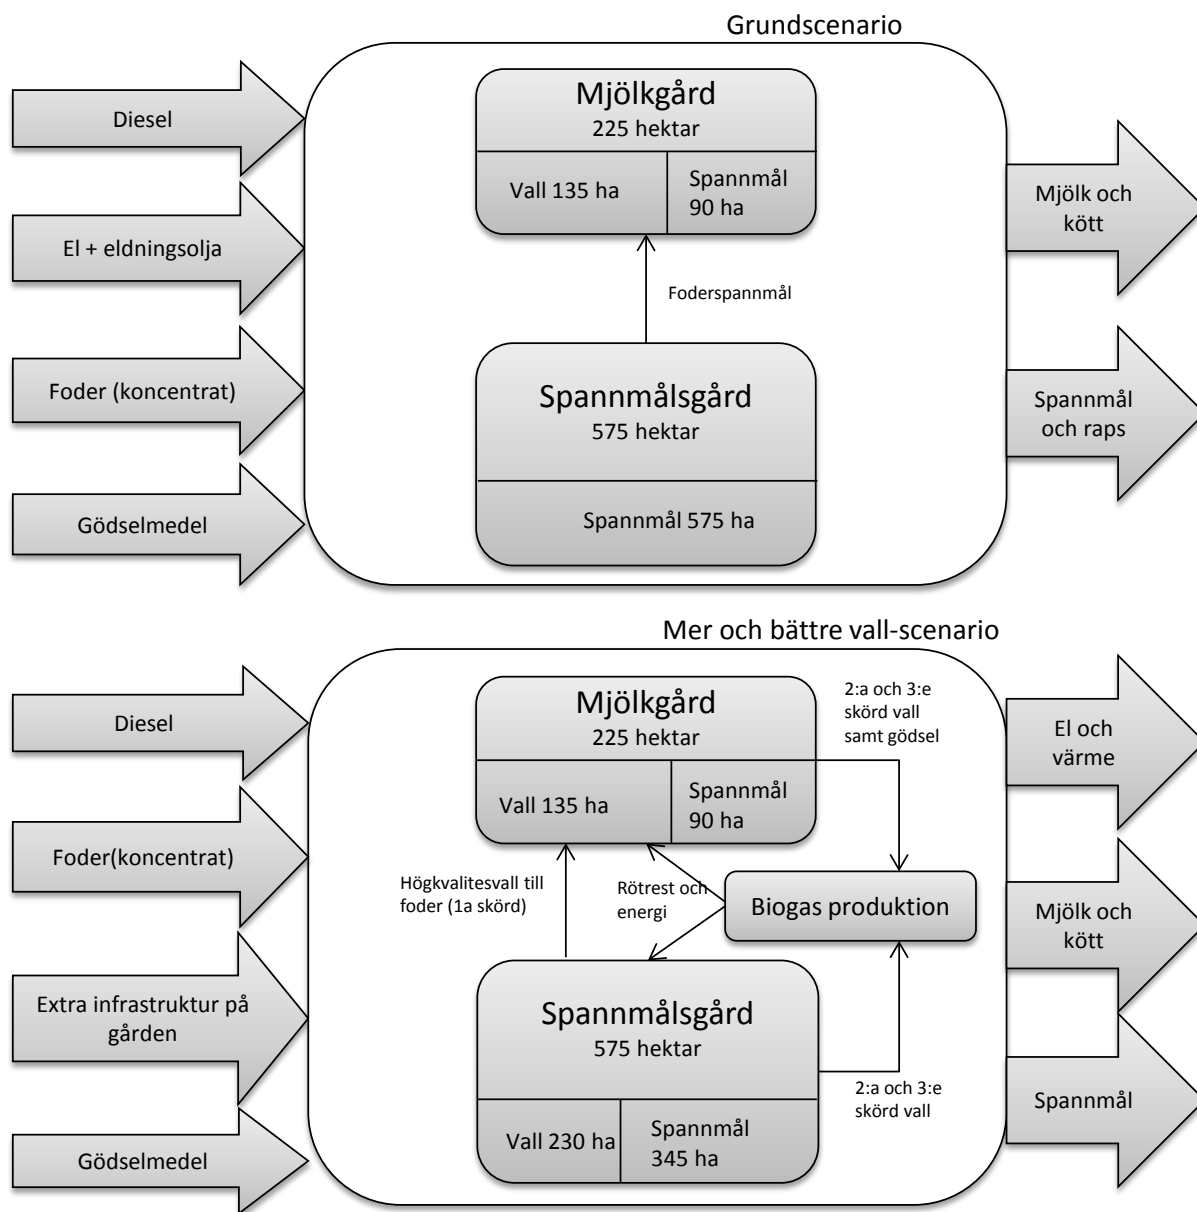 Grundscenario
Diesel
El + eldningsolja
Foder (koncentrat)
Gödselmedel
Mjölkgård
225 hektar
Vall 135 ha
Spannmål
90 ha
Foderspannmål
Spannmålsgård
575 hektar
Spannmål 575 ha
Mjölk och
kött
Spannmål
och raps
Mer och bättre vall-scenario
Diesel
Foder(koncentrat)
Extra infrastruktur på
gården
Gödselmedel
Mjölkgård
225 hektar
Vall 135 ha
Spannmål
90 ha
2:a och 3:e
skörd vall
samt gödsel
Högkvalitesvall till
foder (1a skörd)
Rötrest och
energi
Biogas produktion
Spannmålsgård
575 hektar
Vall 230 ha
Spannmål
345 ha
2:a och 3:e
skörd vall
El och
värme
Mjölk och
kött
Spannmål